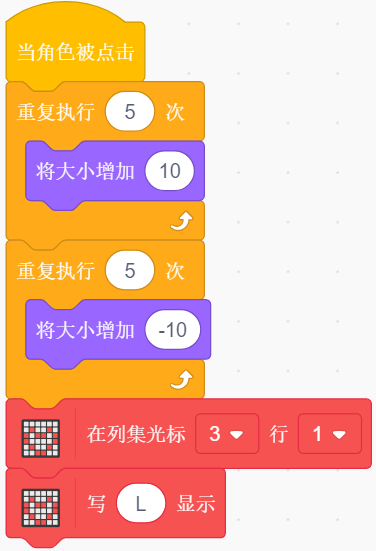 当角色被点击
重复执行 5 次
将大小增加 10
重复执行 5 次
将大小增加 -10
在列集光标 3 行 1
写 L 显示